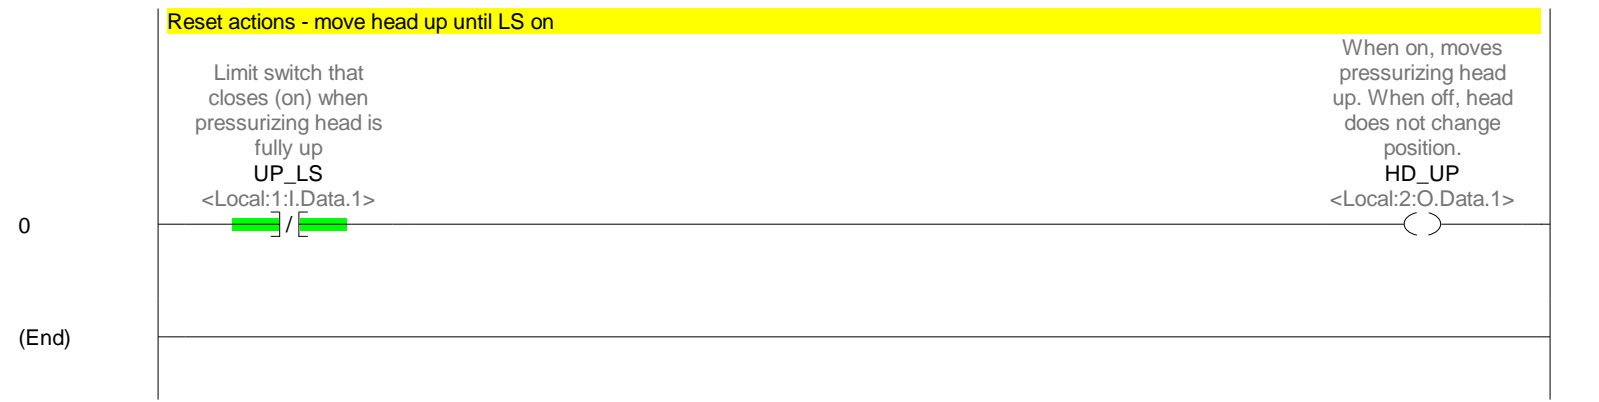 Reset actions - move head up until LS on
Limit switch that
closes (on) when
pressurizing head is
fully up
UP_LS
<Local:1:I.Data.1>
/
When on, moves
pressurizing head
up. When off, head
does not change
position.
HD_UP
<Local:2:O.Data.1>
0
(End)